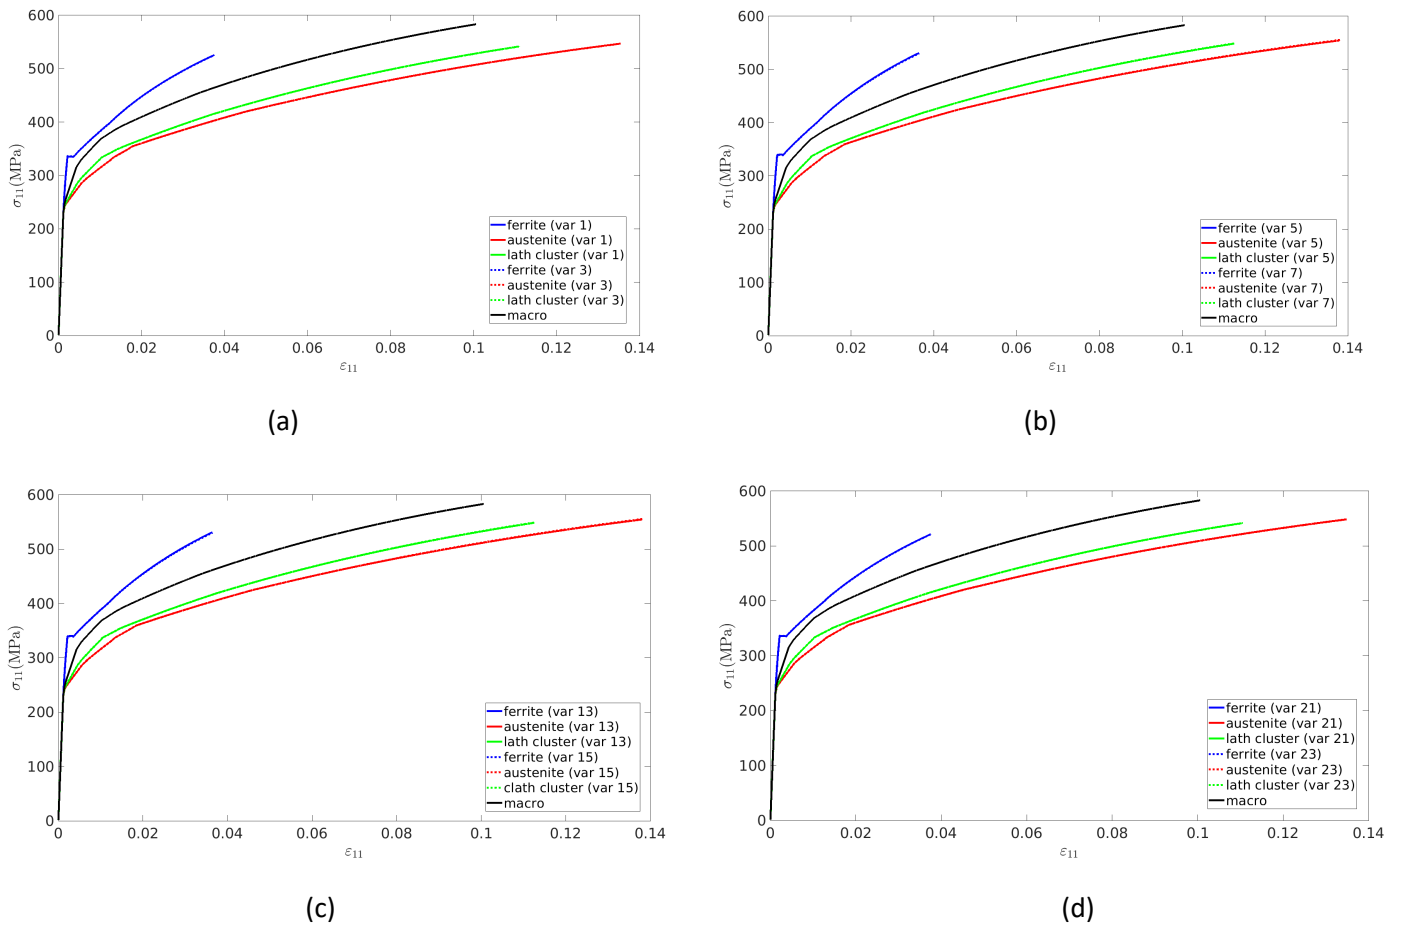 600
500
400
300
200
100
0
σ11(MPa)
0 0.02 0.04 0.06 0.08 0.1 0.12 0.14
ε11
ferrite (var 1)
austenite (var 1)
lath cluster (var 1)
ferrite (var 3)
austenite (var 3)
lath cluster (var 3)
macro
(a)
600
500
400
300
200
100
0
σ11(MPa)
0 0.02 0.04 0.06 0.08 0.1 0.12 0.14
ε11
ferrite (var 5)
austenite (var 5)
lath cluster (var 5)
ferrite (var 7)
austenite (var 7)
lath cluster (var 7)
macro
(b)
600
500
400
300
200
100
0
σ11(MPa)
0 0.02 0.04 0.06 0.08 0.1 0.12 0.14
ε11
ferrite (var 13)
austenite (var 13)
lath cluster (var 13)
ferrite (var 15)
austenite (var 15)
clath cluster (var 15)
macro
(c)
600
500
400
300
200
100
0
σ11(MPa)
0 0.02 0.04 0.06 0.08 0.1 0.12 0.14
ε11
ferrite (var 21)
austenite (var 21)
lath cluster (var 21)
ferrite (var 23)
austenite (var 23)
lath cluster (var 23)
macro
(d)